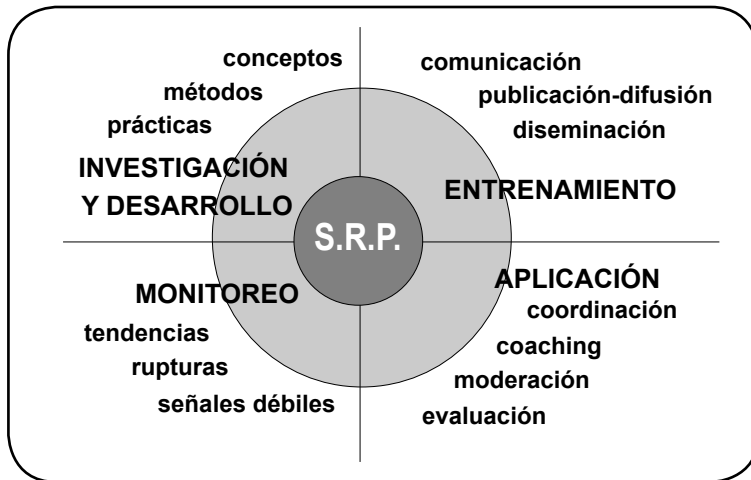 conceptos
métodos
prácticas
INVESTIGACIÓN
Y DESARROLLO
comunicación
publicación-difusión
diseminación
ENTRENAMIENTO
S.R.P.
MONITOREO
tendencias
rupturas
señales débiles
APLICACIÓN
coordinación
coaching
moderación
evaluación